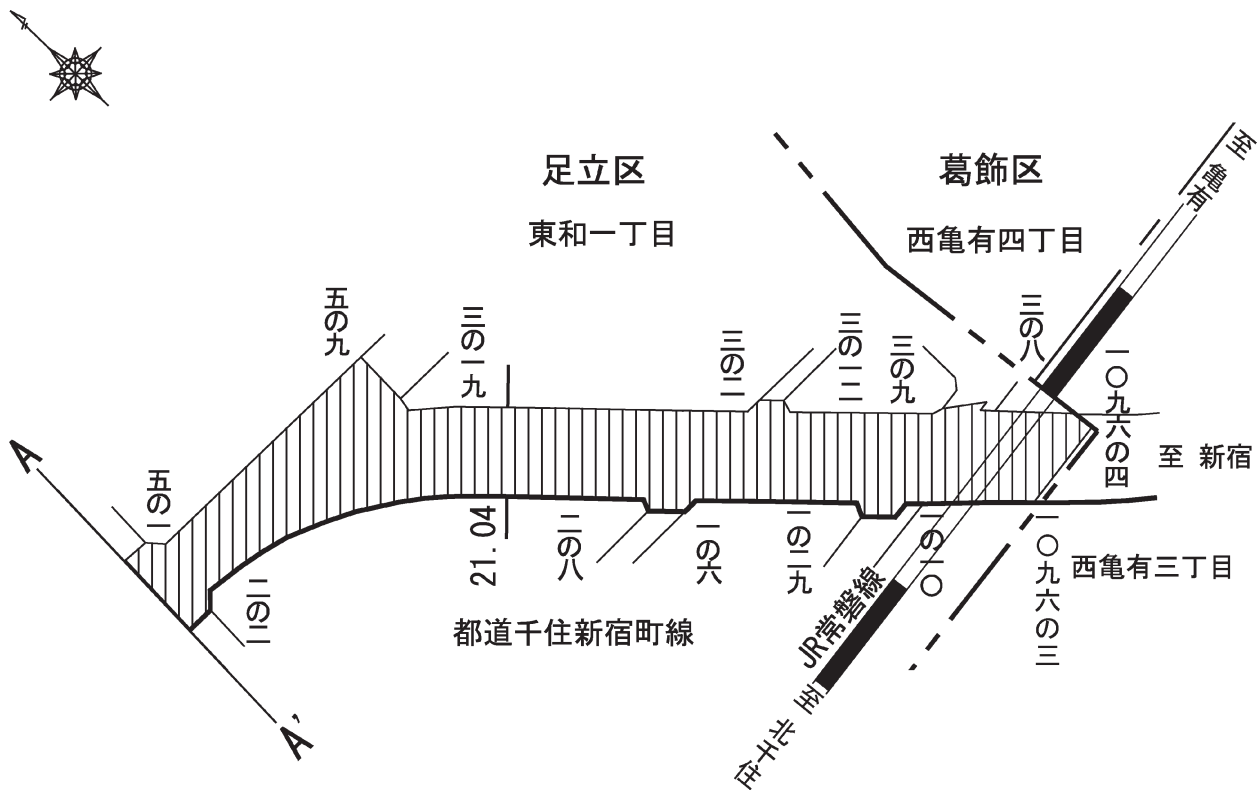 足立区
葛飾区
東和一丁目
西亀有四丁目
至 亀有
五の九
三の一九
三の二
三の一二
三の九
三の八
一〇九六の四
至 新宿
A
五の一
二の二
21.04
二の八
一の六
一の二九
一の一〇
一〇九六の三
西亀有三丁目
都道千住新宿町線
JR常磐線
至 北千住
A'